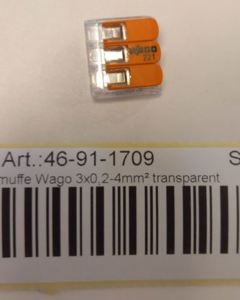 WAGO
221
Art.:46-91-1709 S
muffe Wago 3x0,2-4mm² transparent